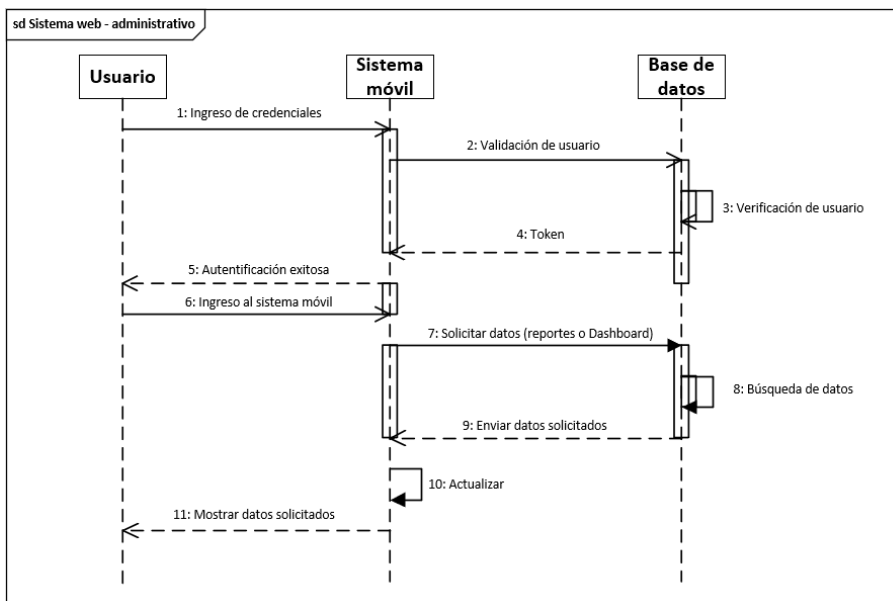 sd Sistema web - administrativo
Usuario
Sistema
móvil
Base de
datos
1: Ingreso de credenciales
2: Validación de usuario
3: Verificación de usuario
4: Token
5: Autentificación exitosa
6: Ingreso al sistema móvil
7: Solicitar datos (reportes o Dashboard)
8: Búsqueda de datos
9: Enviar datos solicitados
10: Actualizar
11: Mostrar datos solicitados